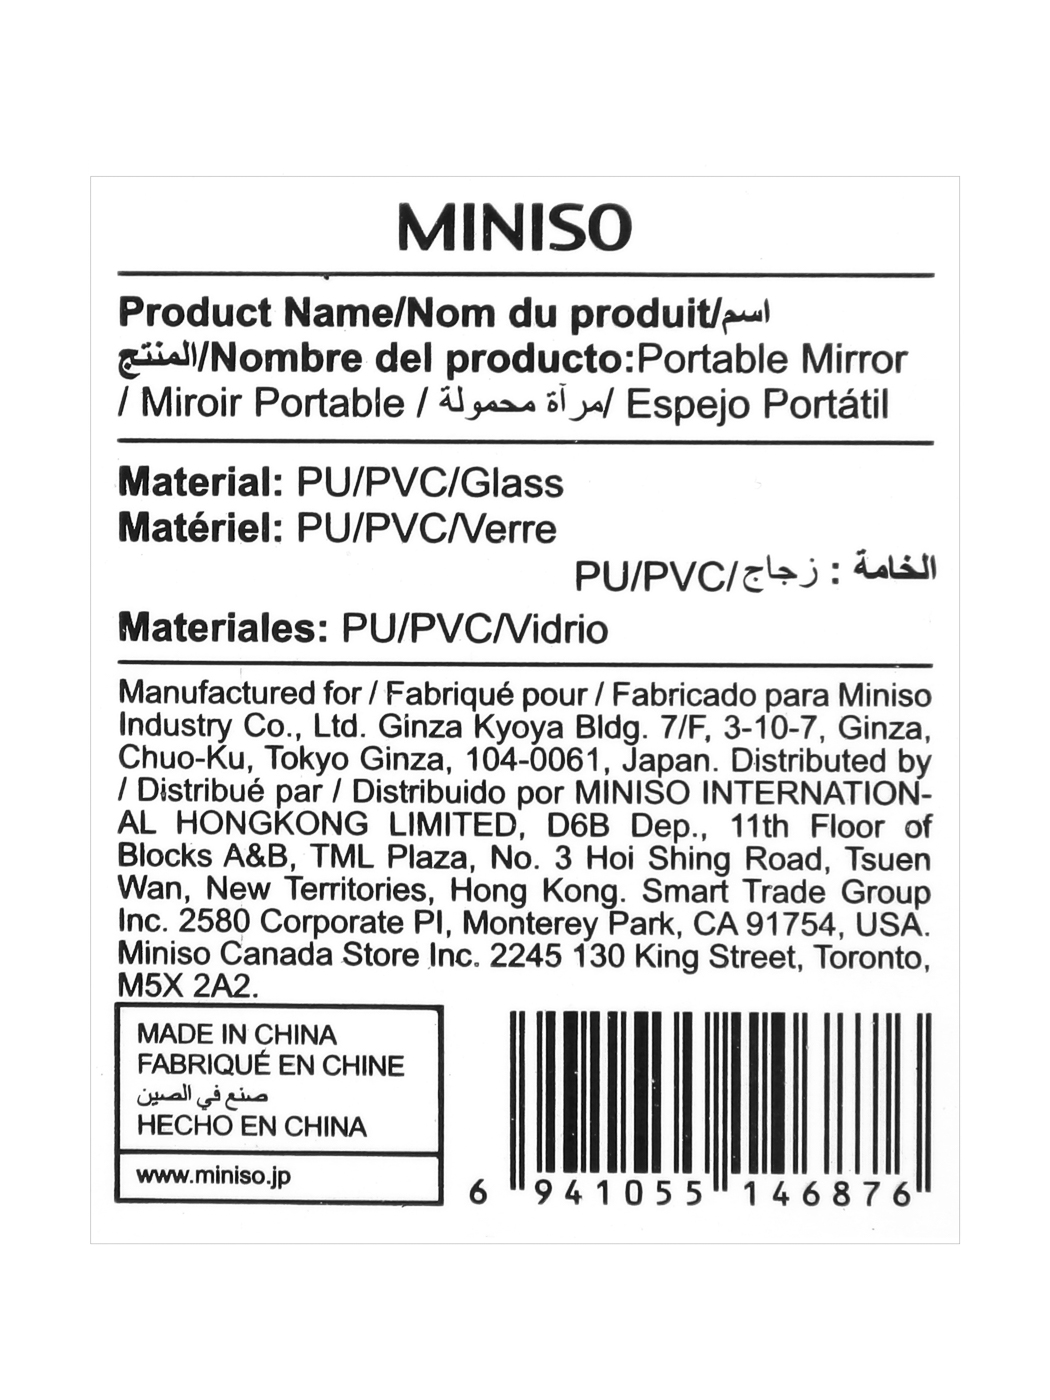 MINISO
Product Name/Nom du produit/اسم
المنتج/Nombre del producto:Portable Mirror
/ Miroir Portable / مرآة محمولة/ Espejo Portátil
Material: PU/PVC/Glass
Matériel: PU/PVC/Verre
الخامة : زجاج/PU/PVC
Materiales: PU/PVC/Vidrio
Manufactured for / Fabriqué pour / Fabricado para Miniso
Industry Co., Ltd. Ginza Kyoya Bldg. 7/F, 3-10-7, Ginza,
Chuo-Ku, Tokyo Ginza, 104-0061, Japan. Distributed by
/ Distribué par / Distribuido por MINISO INTERNATION-
AL HONGKONG LIMITED, D6B Dep., 11th Floor of
Blocks A&B, TML Plaza, No. 3 Hoi Shing Road, Tsuen
Wan, New Territories, Hong Kong. Smart Trade Group
Inc. 2580 Corporate Pl, Monterey Park, CA 91754, USA.
Miniso Canada Store Inc. 2245 130 King Street, Toronto,
M5X 2A2.
MADE IN CHINA
FABRIQUÉ EN CHINE
صنع في الصين
HECHO EN CHINA
www.miniso.jp
6 941055 146876